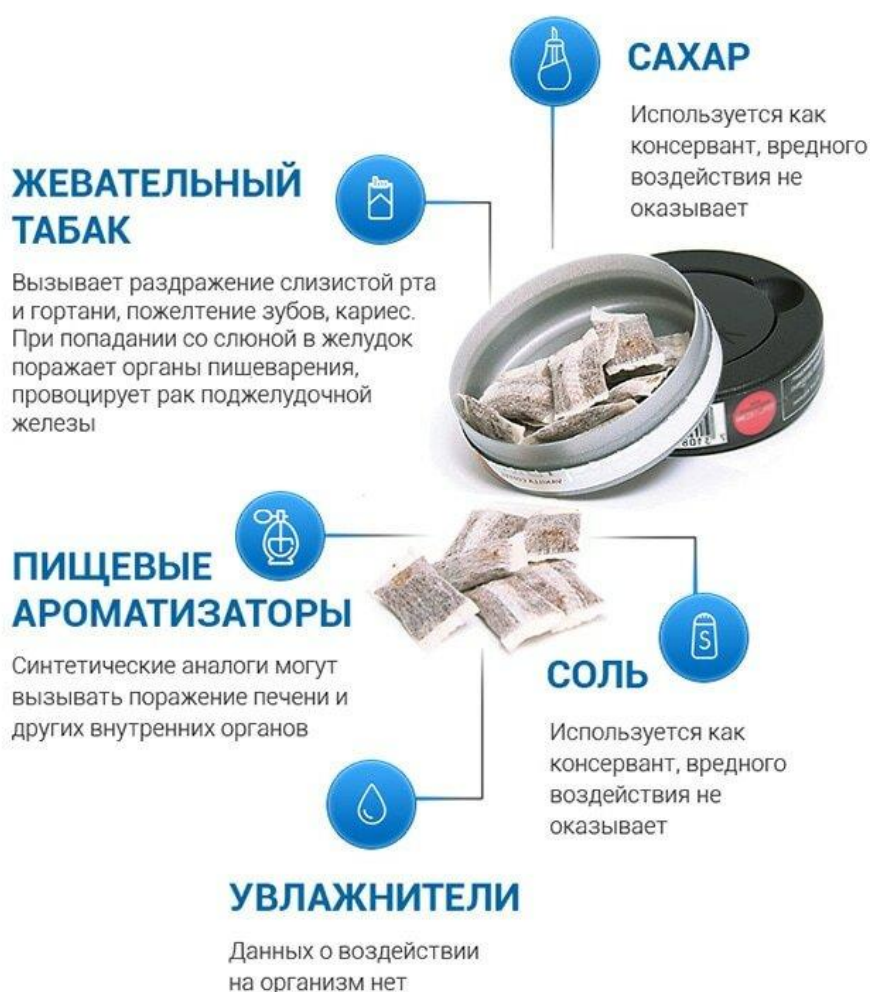 САХАР
Используется как
консервант, вредного
воздействия не
оказывает
ЖЕВАТЕЛЬНЫЙ
ТАБАК
Вызывает раздражение слизистой рта
и гортани, пожелтение зубов, кариес.
При попадании со слюной в желудок
поражает органы пищеварения,
провоцирует рак поджелудочной
железы
ПИЩЕВЫЕ
АРОМАТИЗАТОРЫ
Синтетические аналоги могут
вызывать поражение печени и
других внутренних органов
S
СОЛЬ
Используется как
консервант, вредного
воздействия не
оказывает
УВЛАЖНИТЕЛИ
Данных о воздействии
на организм нет